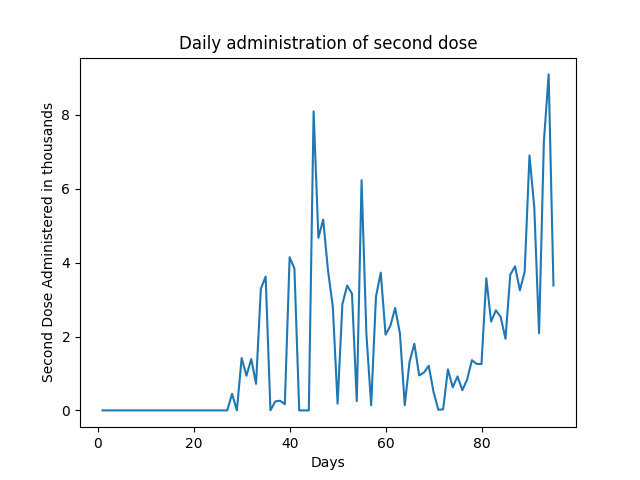 Daily administration of second dose
Second Dose Administered in thousands
8
6
4
2
0
0 20 40 60 80
Days